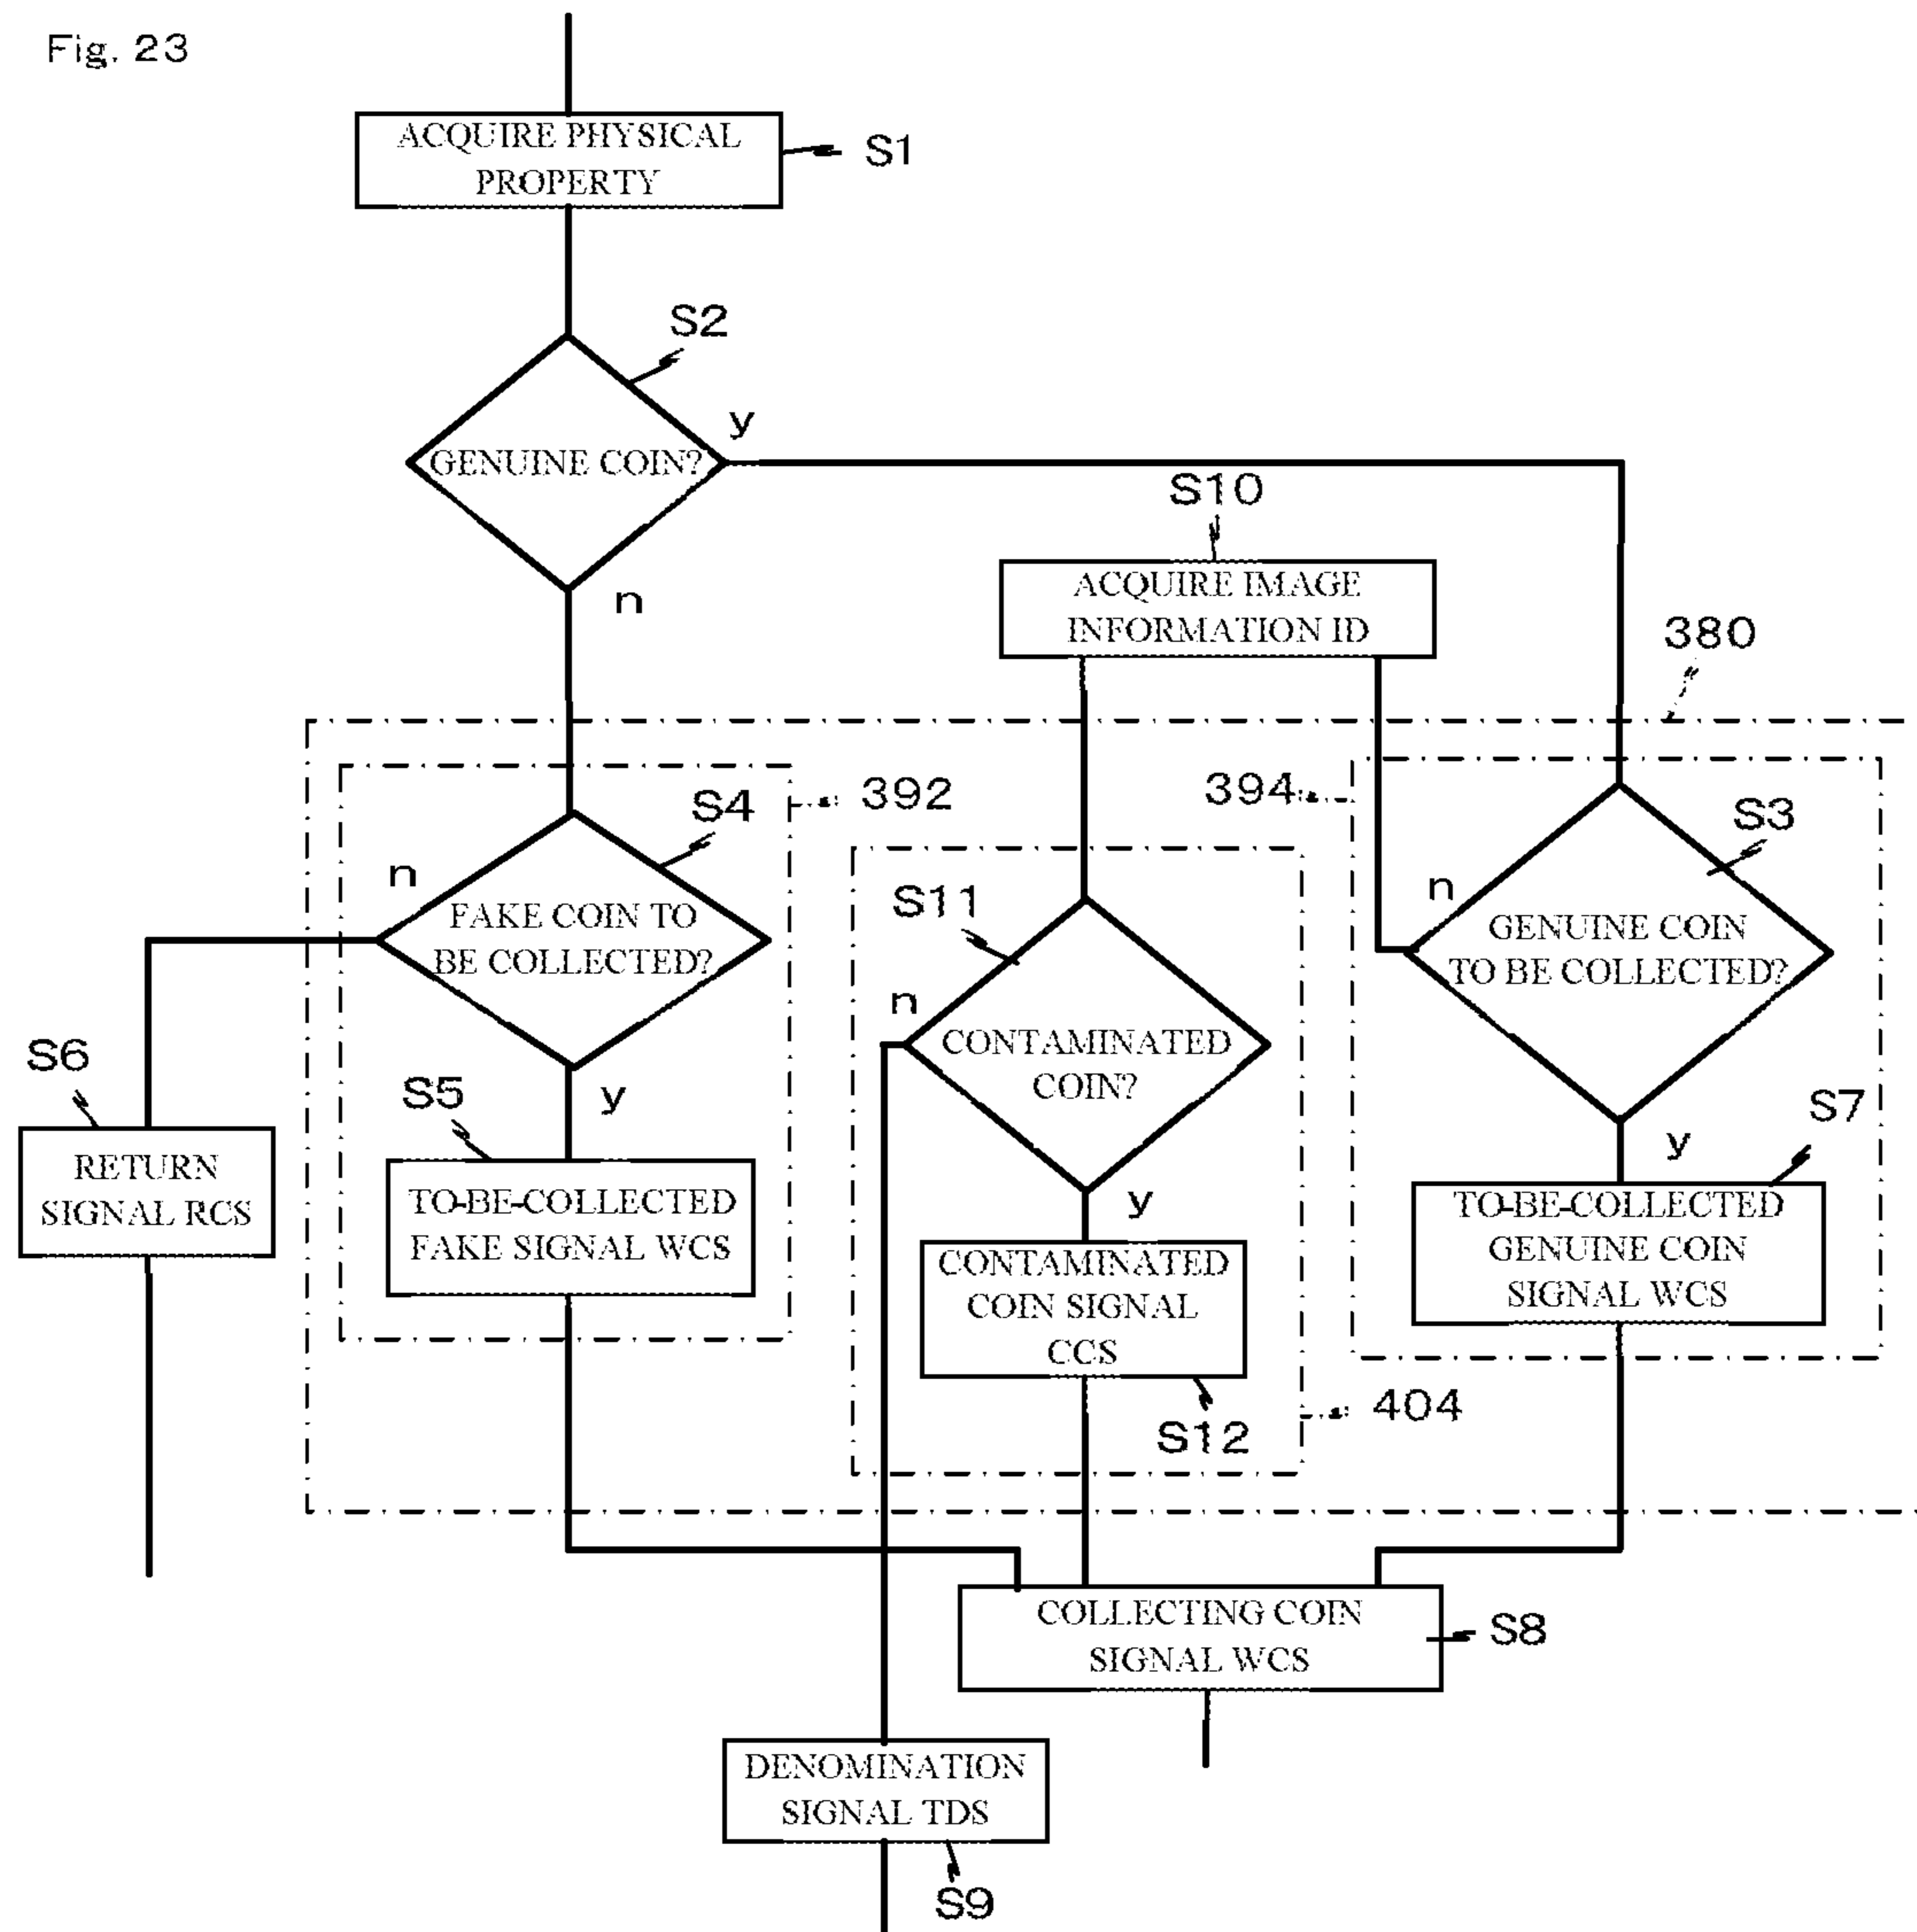 Fig. 23
ACQUIRE PHYSICAL
PROPERTY
S1
S2
y
GENUINE COIN?
n
S10
ACQUIRE IMAGE
INFORMATION ID
380
392
394
S4
n
FAKE COIN TO
BE COLLECTED?
y
S3
n
GENUINE COIN
TO BE COLLECTED?
y
S11
n
CONTAMINATED
COIN?
y
S6
RETURN
SIGNAL RCS
S5
TO-BE-COLLECTED
FAKE SIGNAL WCS
S7
TO-BE-COLLECTED
GENUINE COIN
SIGNAL WCS
CONTAMINATED
COIN SIGNAL
CCS
S12
404
COLLECTING COIN
SIGNAL WCS
S8
DENOMINATION
SIGNAL TDS
S9